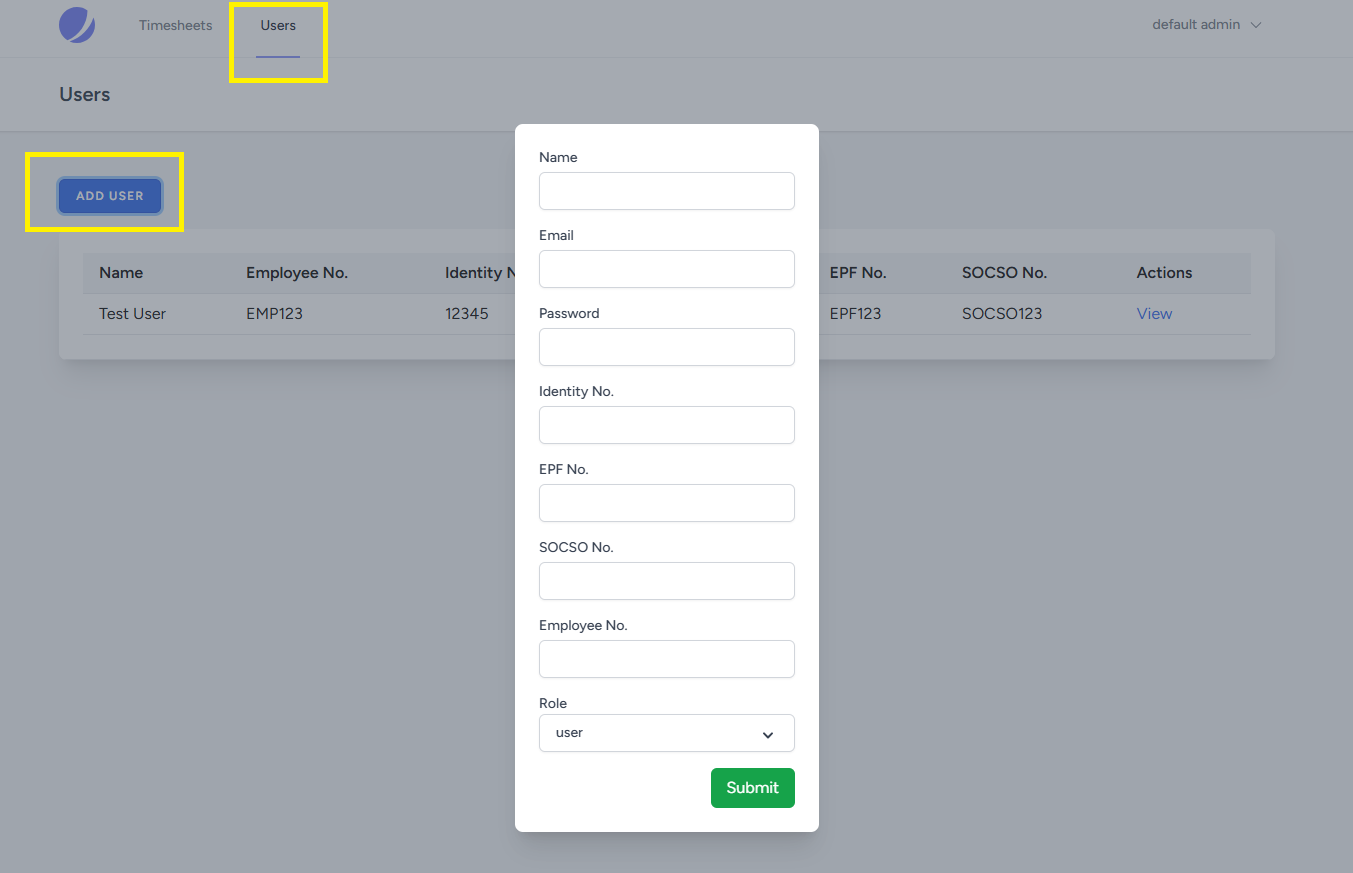 Timesheets Users default admin
Users
ADD USER
Name Employee No. Identity N EPF No. SOCSO No. Actions
Test User EMP123 12345 EPF123 SOCSO123 View
Name
Email
Password
Identity No.
EPF No.
SOCSO No.
Employee No.
Role
user
Submit